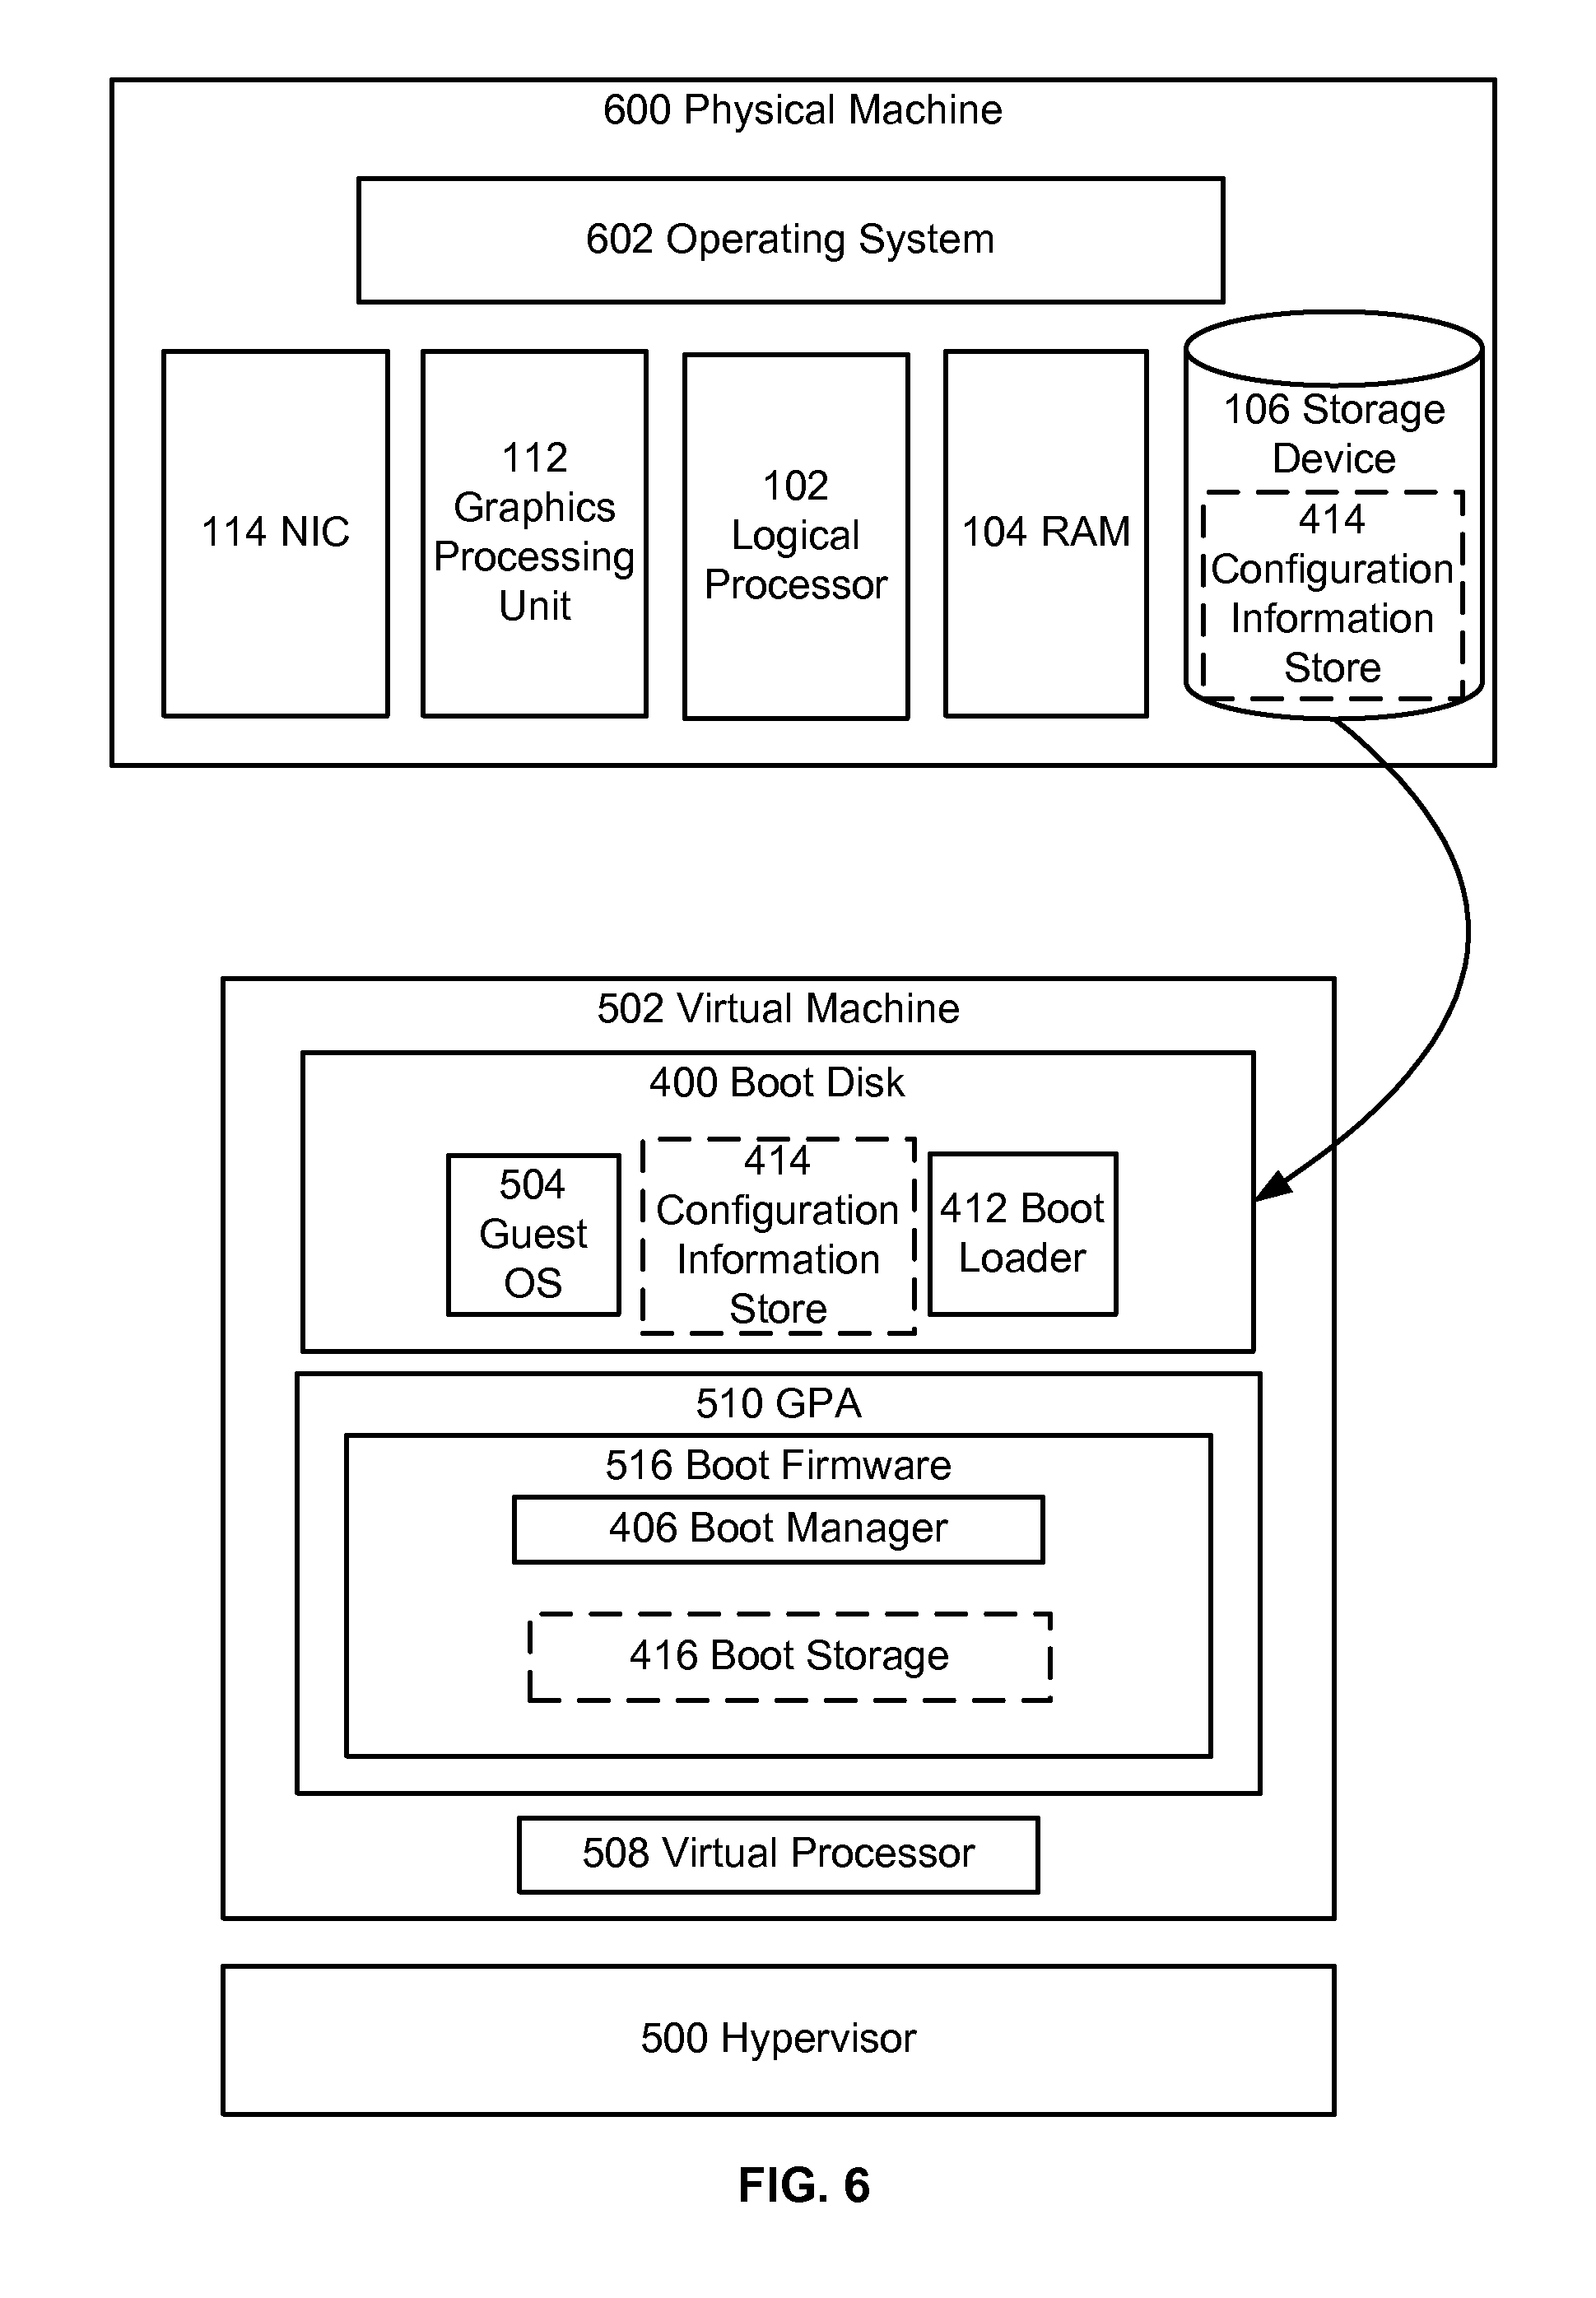 600 Physical Machine
602 Operating System
114 NIC
112
Graphics
Processing
Unit
102
Logical
Processor
104 RAM
106 Storage
Device
414
Configuration
Information
Store
502 Virtual Machine
400 Boot Disk
504
Guest
OS
414
Configuration
Information
Store
412 Boot
Loader
510 GPA
516 Boot Firmware
406 Boot Manager
416 Boot Storage
508 Virtual Processor
500 Hypervisor
FIG. 6